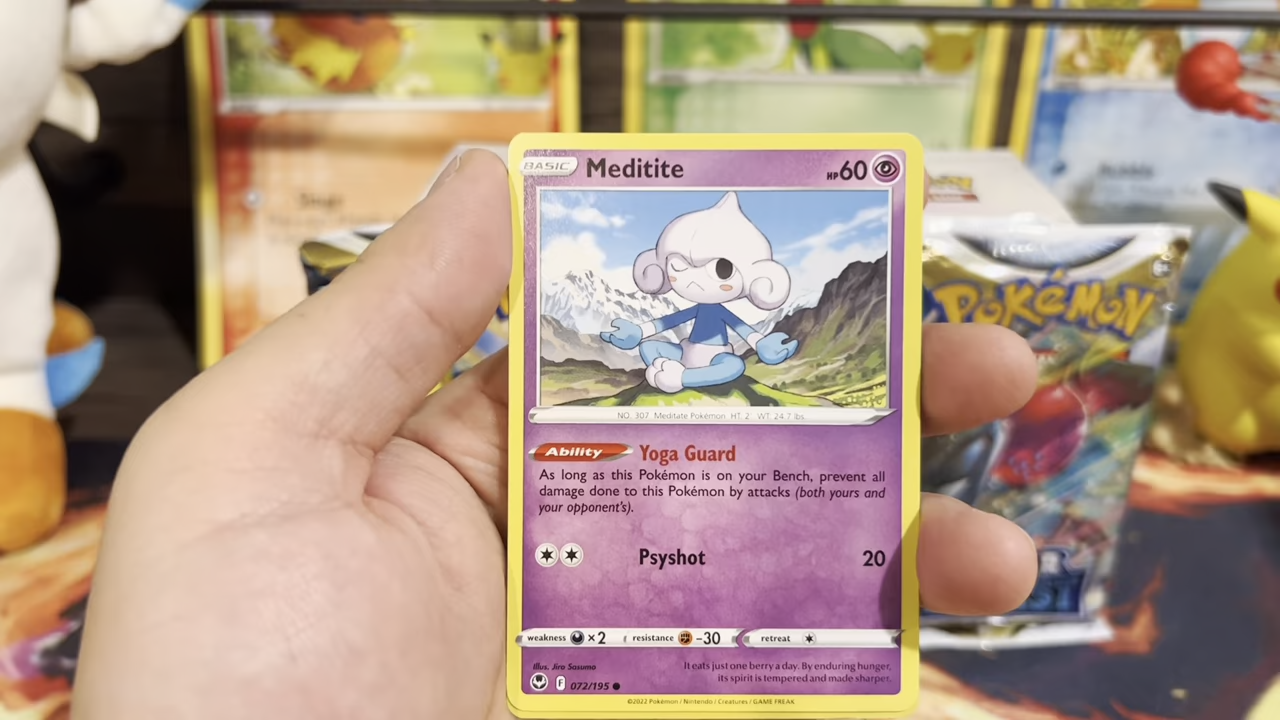 BASIC Meditite HP 60
NO. 307 Meditate Pokémon HT. 2' WT. 24.7 lbs.
Ability Yoga Guard
As long as this Pokémon is on your Bench, prevent all
damage done to this Pokémon by attacks (both yours and
your opponent's).
Psyshot 20
weakness ×2 resistance -30 retreat
Illus. Jiro Sasumo
It eats just one berry a day. By enduring hunger,
its spirit is tempered and made sharper.
F 072/195
©2022 Pokémon / Nintendo / Creatures / GAME FREAK
POKÉMON